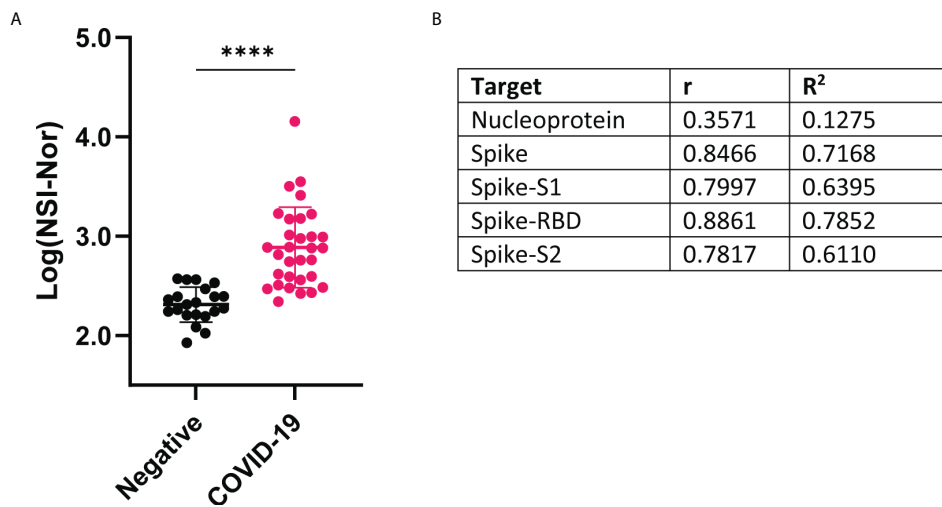 A
Log(NSI-Nor)
5.0
4.0
3.0
2.0
****
Negative
COVID-19
B
Target r R²
Nucleoprotein 0.3571 0.1275
Spike 0.8466 0.7168
Spike-S1 0.7997 0.6395
Spike-RBD 0.8861 0.7852
Spike-S2 0.7817 0.6110